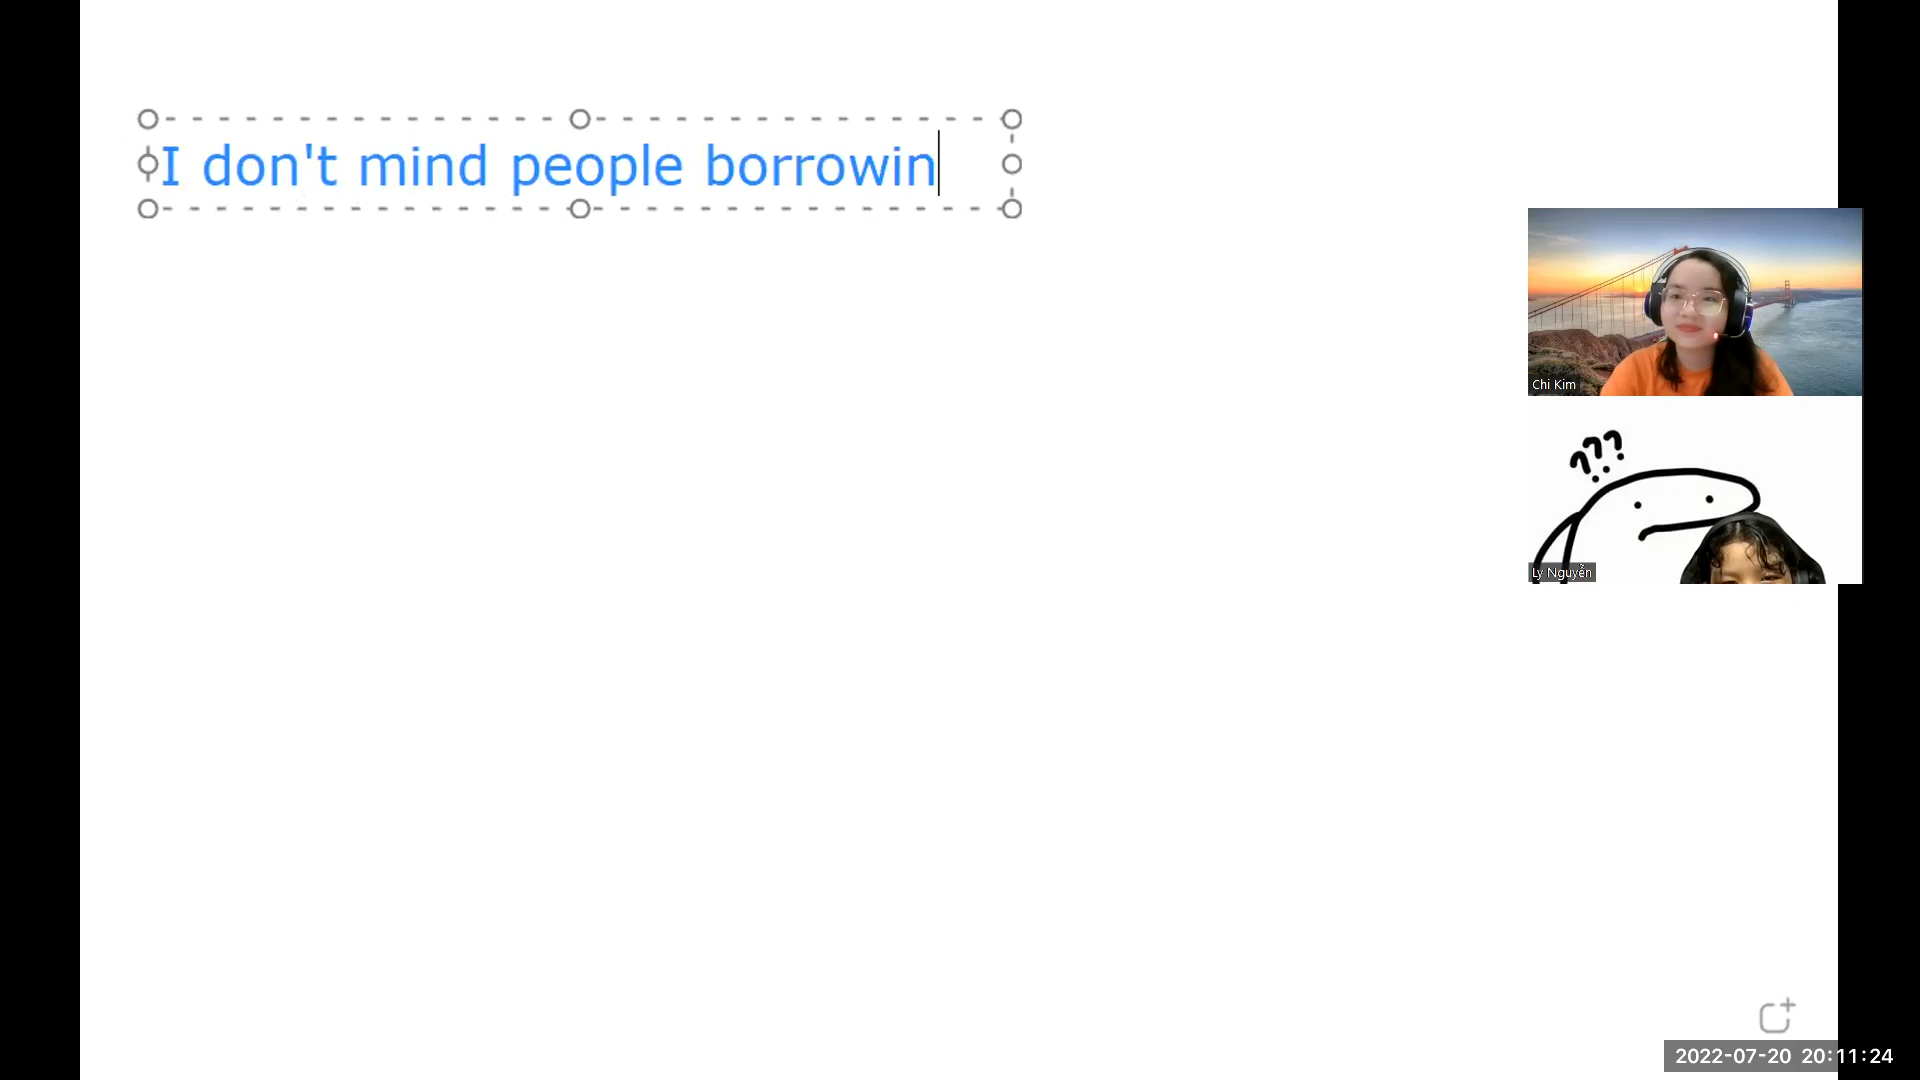 I don't mind people borrowin
Chi Kim
???
Ly Nguyễn
2022-07-20 20:11:24